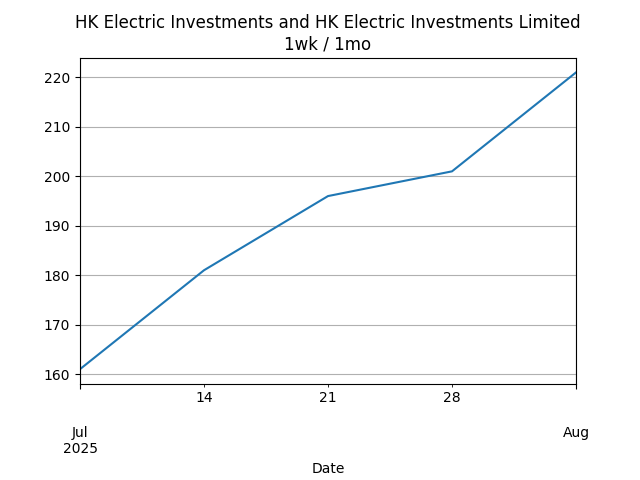 HK Electric Investments and HK Electric Investments Limited
1wk / 1mo
220
210
200
190
180
170
160
14
21
28
Jul
2025
Aug
Date